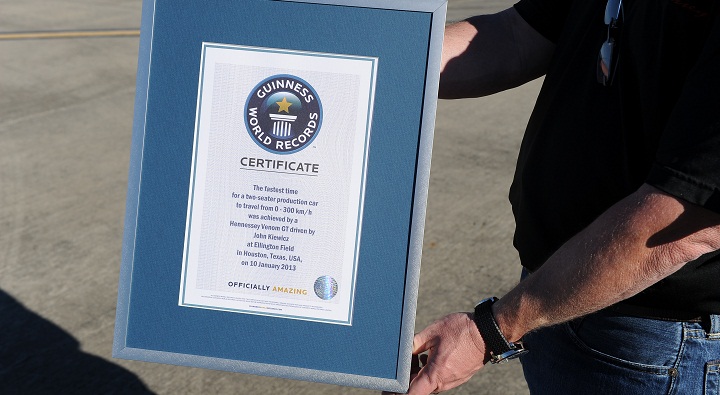 GUINNESS
WORLD RECORDS
CERTIFICATE
The fastest time
for a two-seater production car
to travel from 0 - 300 km/h
was achieved by a
Hennessey Venom GT driven by
John Kiewicz
at Ellington Field
in Houston, Texas, USA,
on 10 January 2013
OFFICIALLY AMAZING